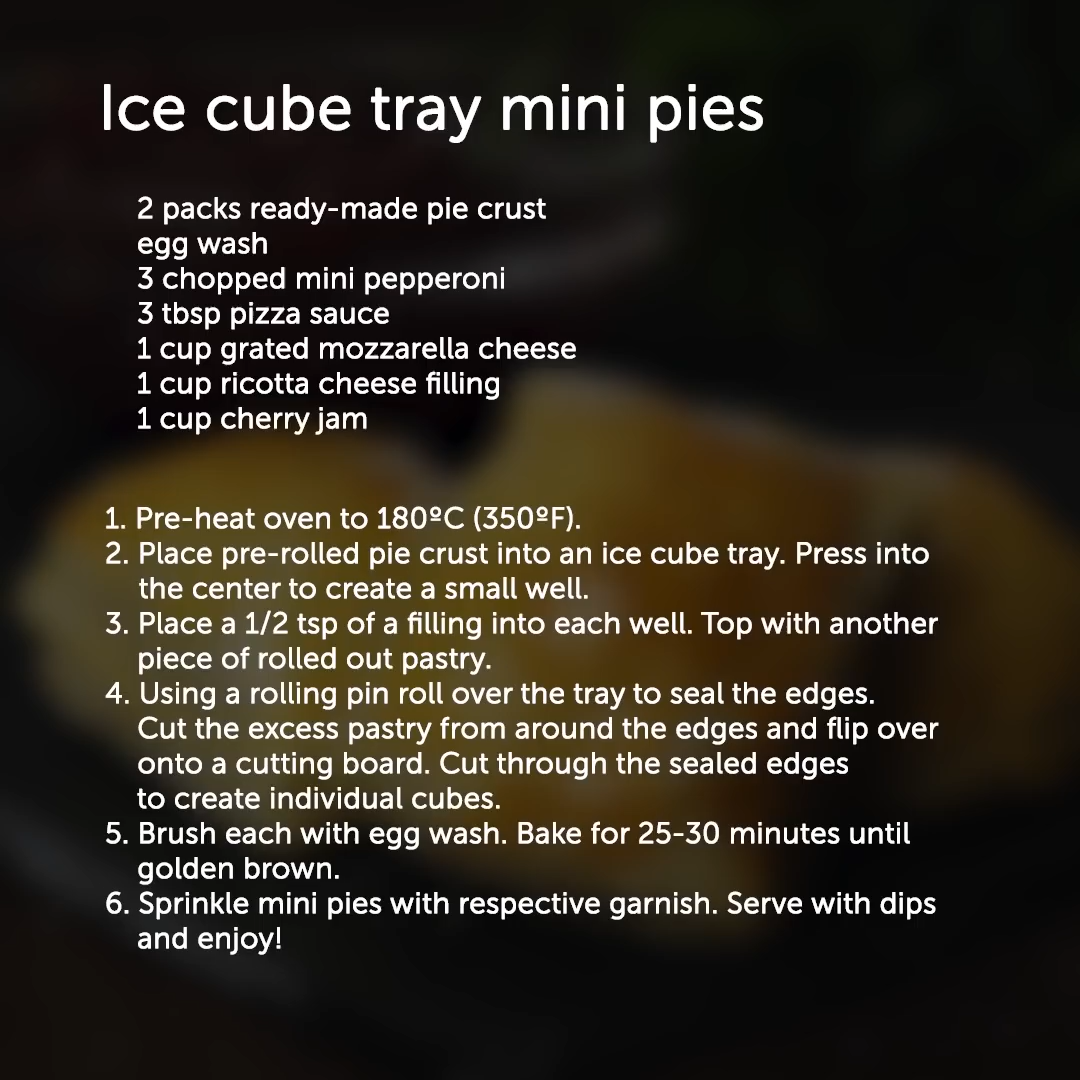 Ice cube tray mini pies
2 packs ready-made pie crust
egg wash
3 chopped mini pepperoni
3 tbsp pizza sauce
1 cup grated mozzarella cheese
1 cup ricotta cheese filling
1 cup cherry jam
1. Pre-heat oven to 180ºC (350ºF).
2. Place pre-rolled pie crust into an ice cube tray. Press into
the center to create a small well.
3. Place a 1/2 tsp of a filling into each well. Top with another
piece of rolled out pastry.
4. Using a rolling pin roll over the tray to seal the edges.
Cut the excess pastry from around the edges and flip over
onto a cutting board. Cut through the sealed edges
to create individual cubes.
5. Brush each with egg wash. Bake for 25-30 minutes until
golden brown.
6. Sprinkle mini pies with respective garnish. Serve with dips
and enjoy!